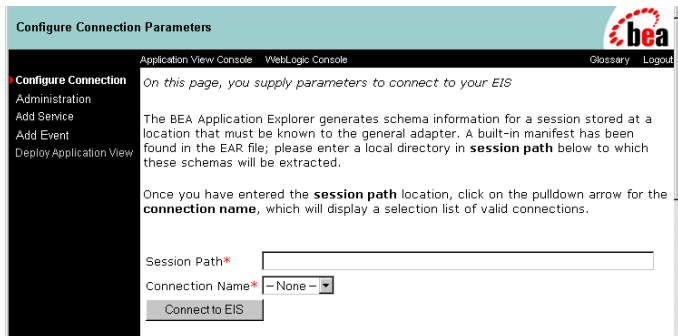 Configure Connection Parameters
bea
Application View Console WebLogic Console Glossary Logout
Configure Connection
Administration
Add Service
Add Event
Deploy Application View
On this page, you supply parameters to connect to your EIS
The BEA Application Explorer generates schema information for a session stored at a
location that must be known to the general adapter. A built-in manifest has been
found in the EAR file; please enter a local directory in session path below to which
these schemas will be extracted.
Once you have entered the session path location, click on the pulldown arrow for the
connection name, which will display a selection list of valid connections.
Session Path*
Connection Name* – None –
Connect to EIS